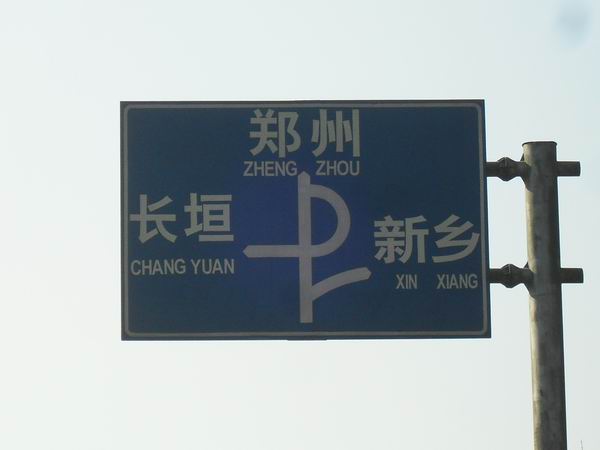 郑州
ZHENG ZHOU
长垣
CHANG YUAN
新乡
XIN XIANG